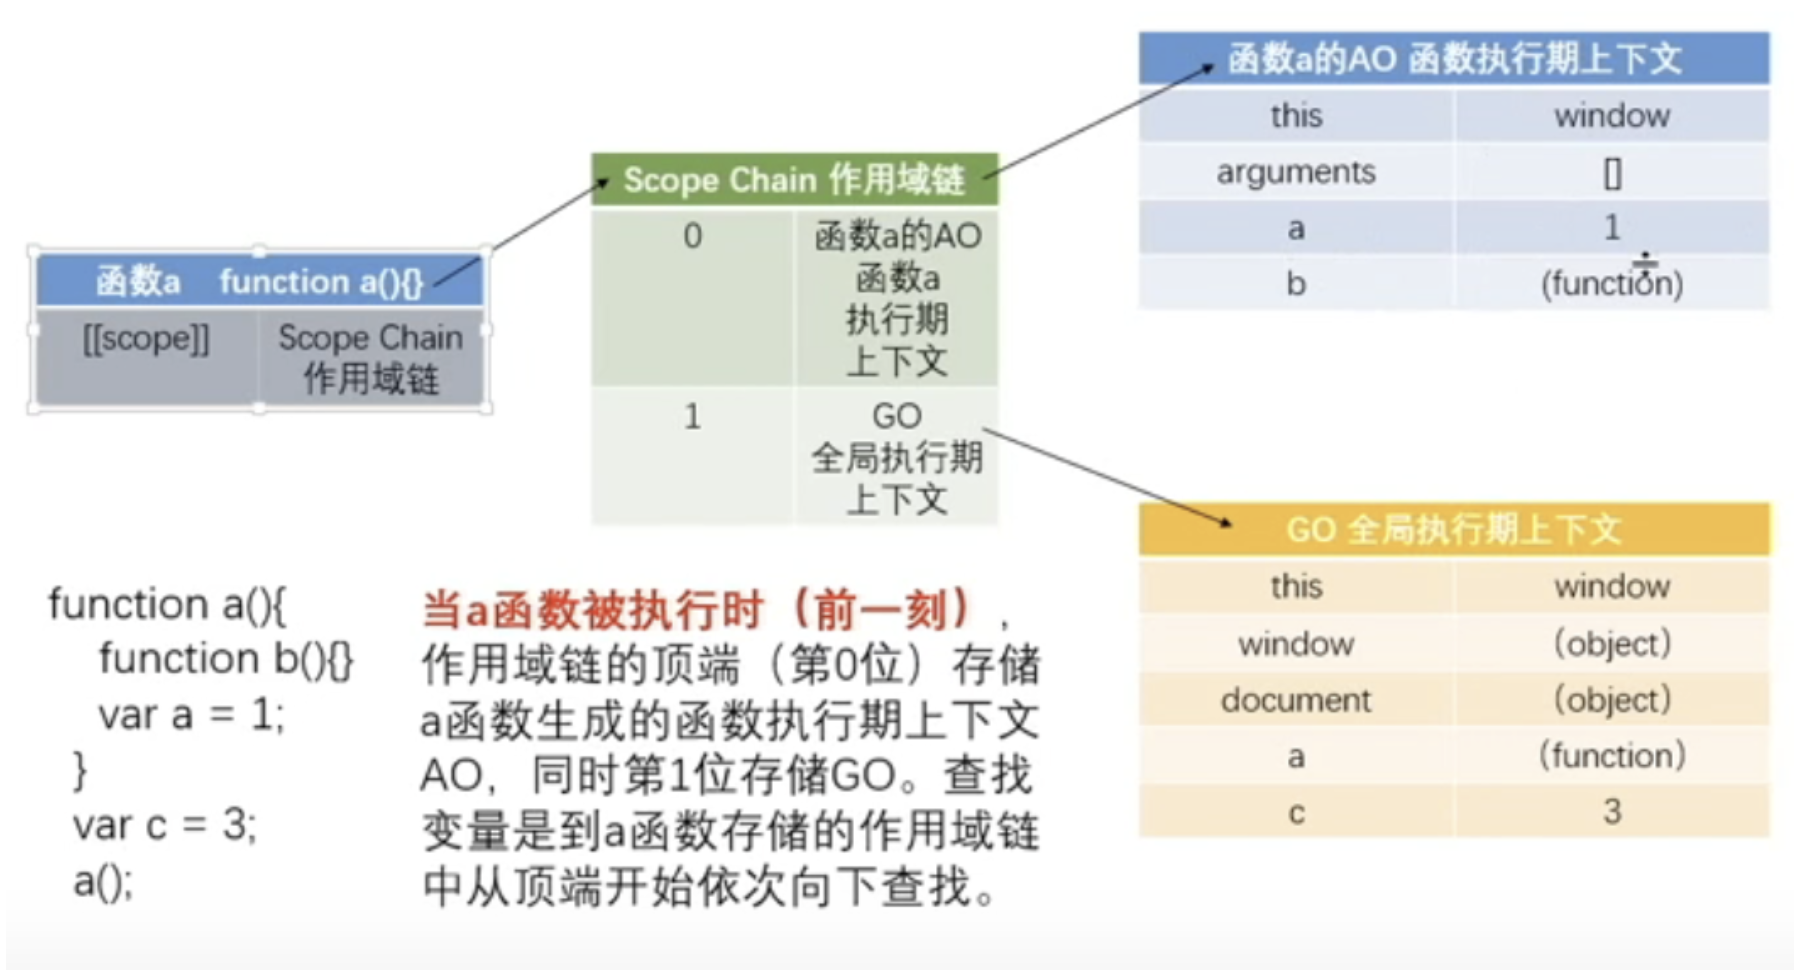 函数a的AO 函数执行期上下文
this window
arguments []
a 1
b (function)
Scope Chain 作用域链
0 函数a的AO
函数a
执行期
上下文
1 GO
全局执行期
上下文
函数a function a(){}
[[scope]] Scope Chain
作用域链
GO 全局执行期上下文
this window
window (object)
document (object)
a (function)
c 3
function a(){
function b(){}
var a = 1;
}
var c = 3;
a();
当a函数被执行时（前一刻），
作用域链的顶端（第0位）存储
a函数生成的函数执行期上下文
AO，同时第1位存储GO。查找
变量是到a函数存储的作用域链
中从顶端开始依次向下查找。